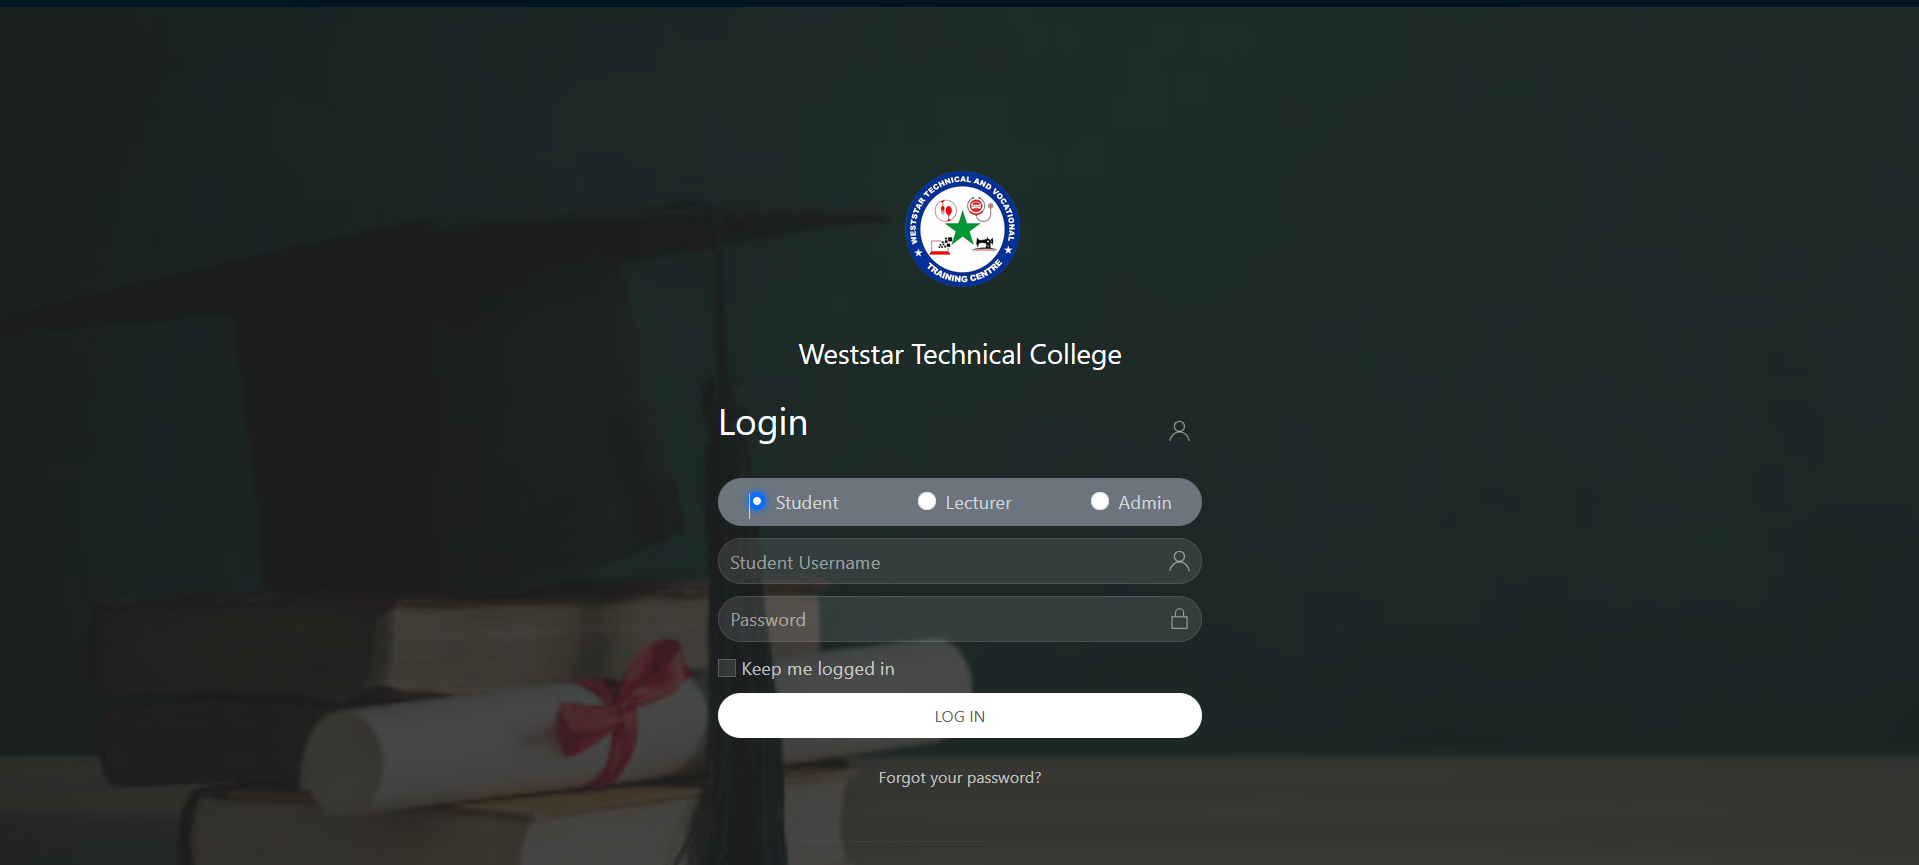 WESTSTAR TECHNICAL AND VOCATIONAL
TRAINING CENTRE
Weststar Technical College
Login
Student Lecturer Admin
Student Username
Password
Keep me logged in
LOG IN
Forgot your password?